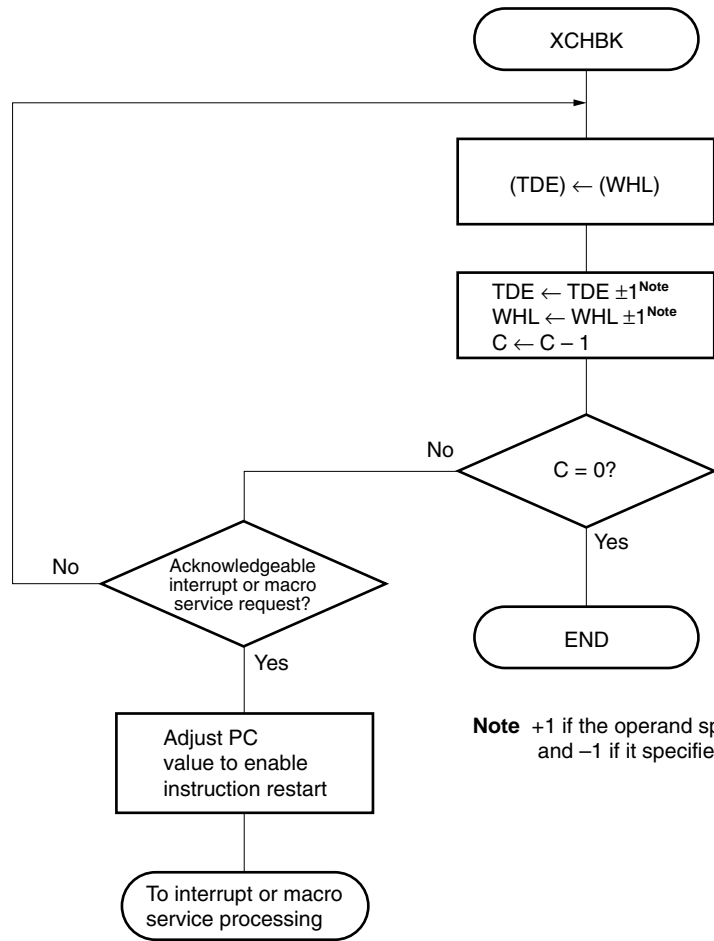 XCHBK
(TDE) ← (WHL)
TDE ← TDE ±1Note
WHL ← WHL ±1Note
C ← C – 1
No
C = 0?
Yes
No
Acknowledgeable
interrupt or macro
service request?
Yes
END
Adjust PC
value to enable
instruction restart
Note +1 if the operand
and –1 if it
To interrupt or macro
service processing